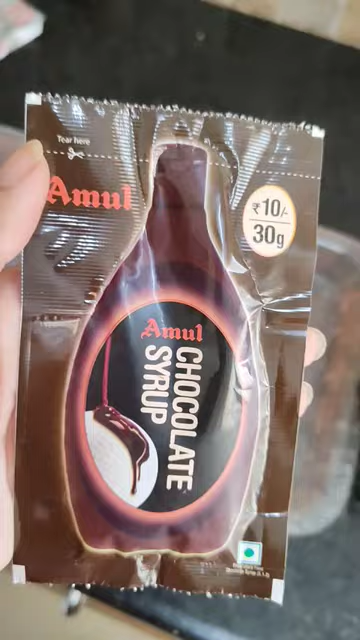 Tear here
Amul
₹10/-
30g
Amul
CHOCOLATE
SYRUP